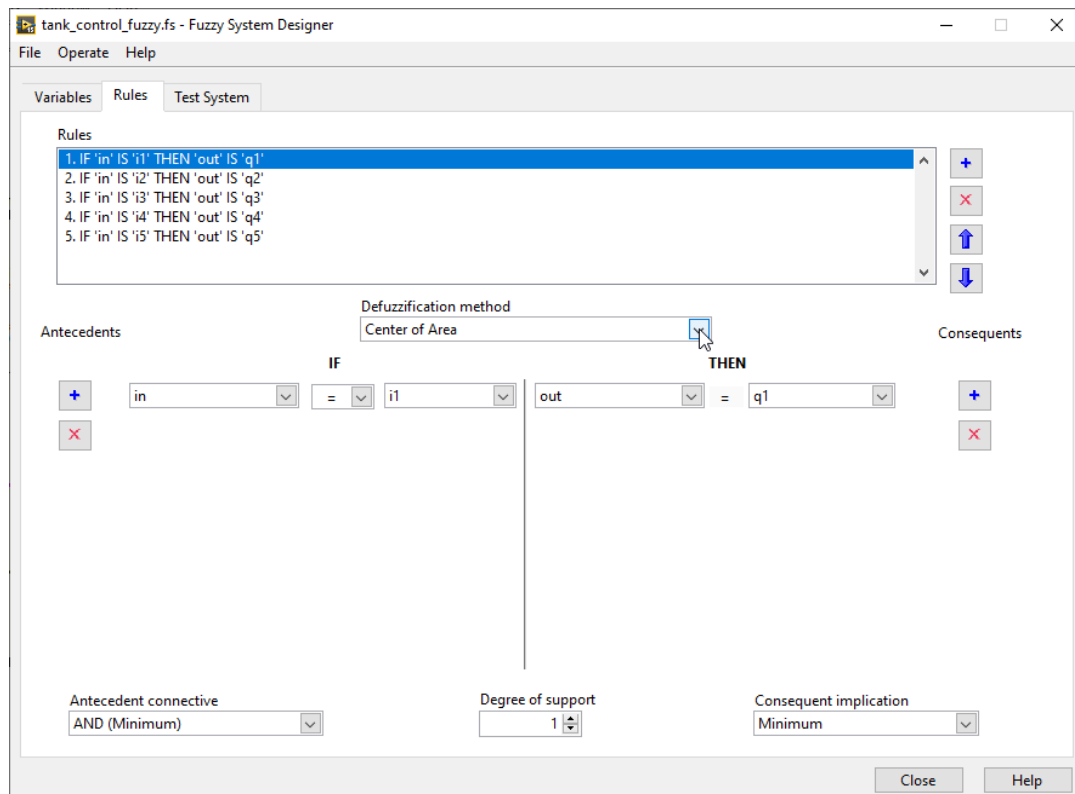 tank_control_fuzzy.fs - Fuzzy System Designer
File Operate Help
Variables Rules Test System
Rules
1. IF 'in' IS 'i1' THEN 'out' IS 'q1'
2. IF 'in' IS 'i2' THEN 'out' IS 'q2'
3. IF 'in' IS 'i3' THEN 'out' IS 'q3'
4. IF 'in' IS 'i4' THEN 'out' IS 'q4'
5. IF 'in' IS 'i5' THEN 'out' IS 'q5'
Defuzzification method
Center of Area
Antecedents
Consequents
IF THEN
in = i1 out = q1
Antecedent connective Degree of support Consequent implication
AND (Minimum) 1 Minimum
Close Help